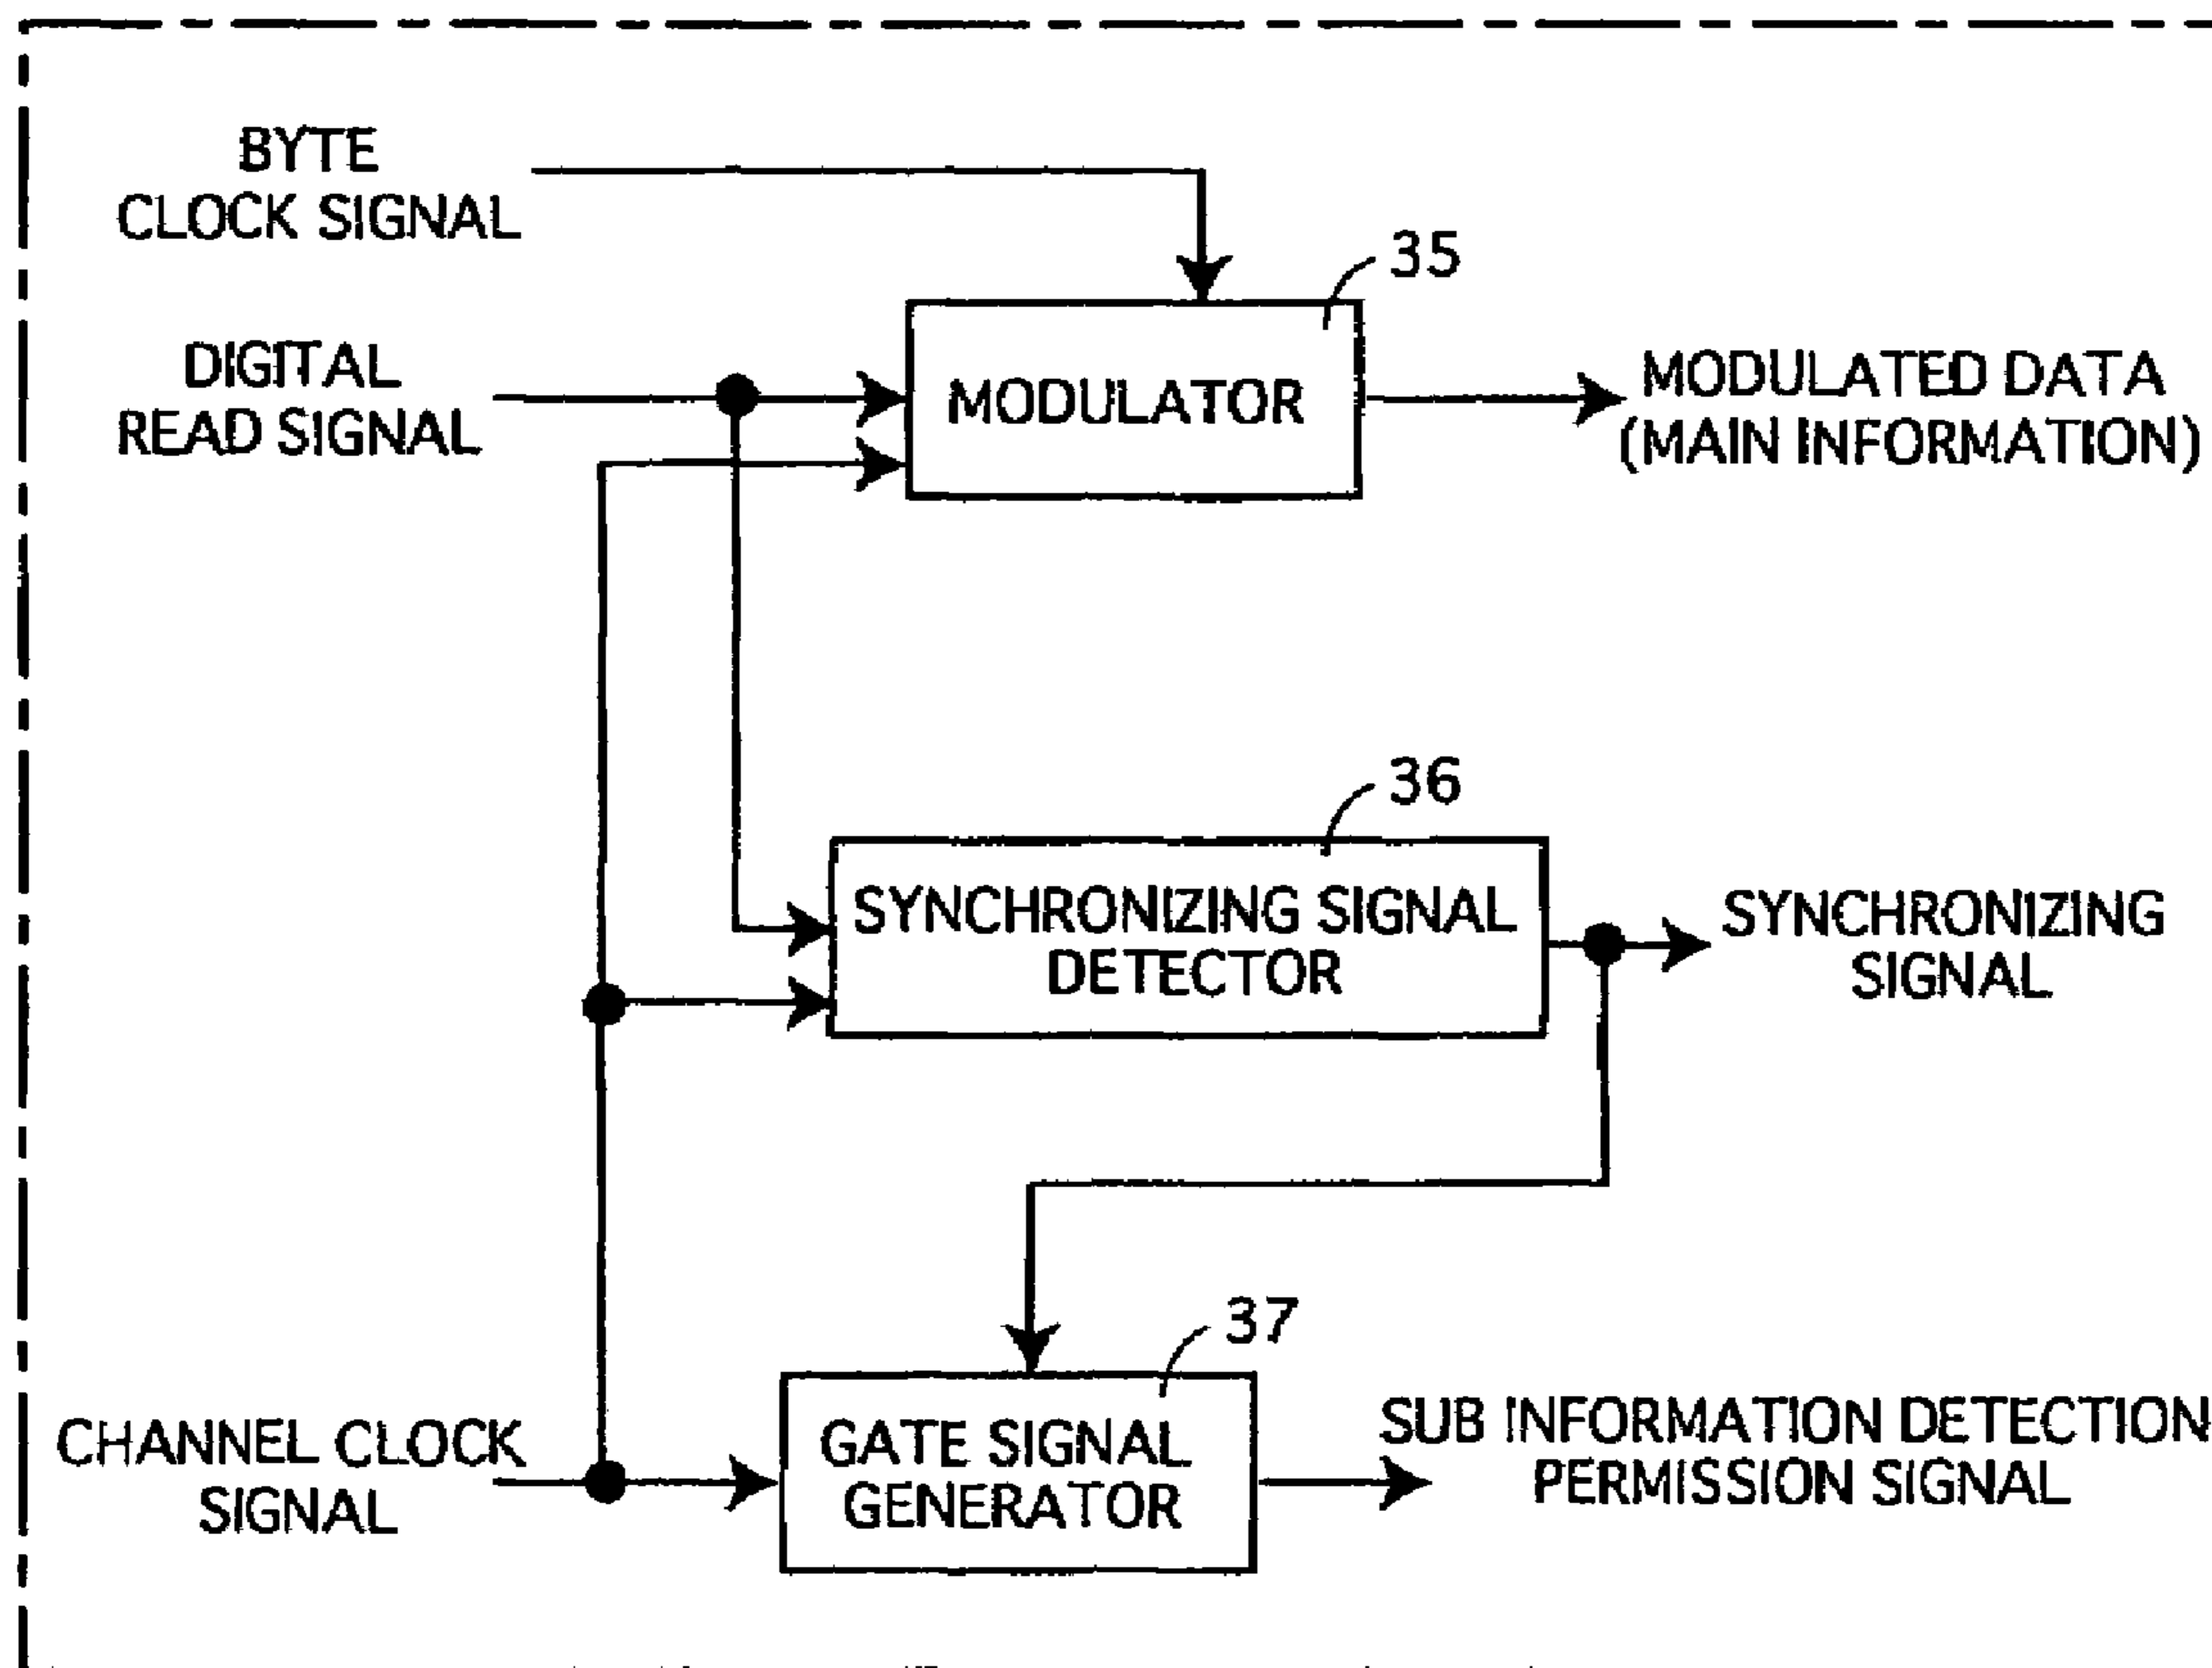 BYTE
CLOCK SIGNAL
35
DIGITAL
READ SIGNAL
MODULATOR
MODULATED DATA
(MAIN INFORMATION)
36
SYNCHRONIZING SIGNAL
DETECTOR
SYNCHRONIZING
SIGNAL
37
CHANNEL CLOCK
SIGNAL
GATE SIGNAL
GENERATOR
SUB INFORMATION DETECTION
PERMISSION SIGNAL